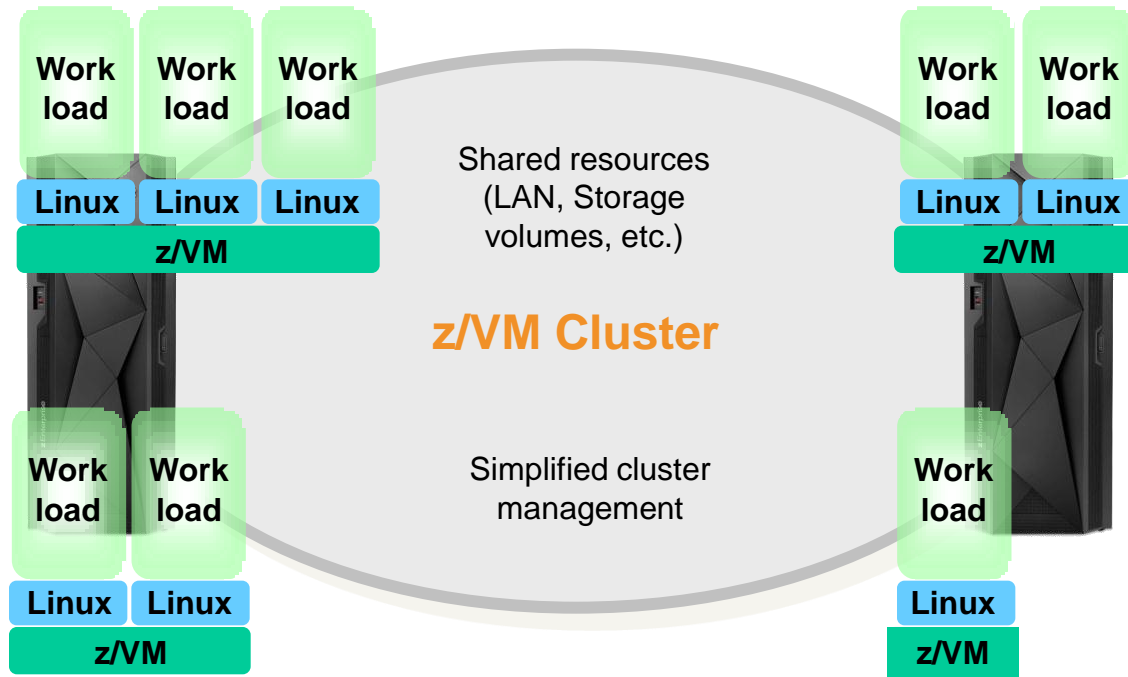 Work
load
Work
load
Work
load
Linux
Linux
Linux
z/VM
Work
load
Work
load
Linux
Linux
z/VM
Shared resources
(LAN, Storage
volumes, etc.)
z/VM Cluster
Simplified cluster
management
Work
load
Work
load
Linux
Linux
z/VM
Work
load
Linux
z/VM